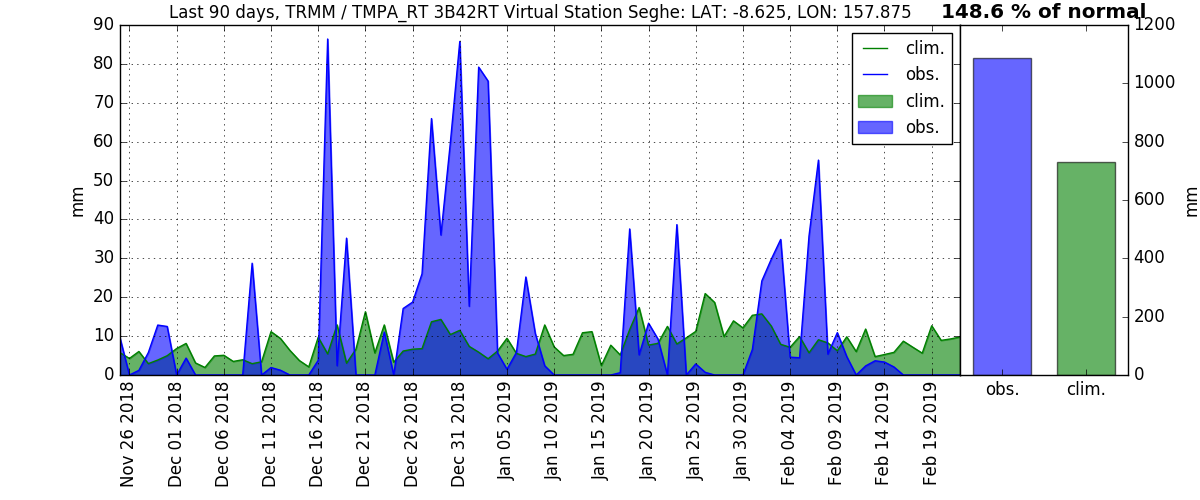 Last 90 days, TRMM / TMPA_RT 3B42RT Virtual Station Seghe: LAT: -8.625, LON: 157.875
148.6 % of normal
mm
90
80
70
60
50
40
30
20
10
0
clim.
obs.
clim.
obs.
Nov 26 2018
Dec 01 2018
Dec 06 2018
Dec 11 2018
Dec 16 2018
Dec 21 2018
Dec 26 2018
Dec 31 2018
Jan 05 2019
Jan 10 2019
Jan 15 2019
Jan 20 2019
Jan 25 2019
Jan 30 2019
Feb 04 2019
Feb 09 2019
Feb 14 2019
Feb 19 2019
1200
1000
800
600
400
200
0
mm
obs.
clim.